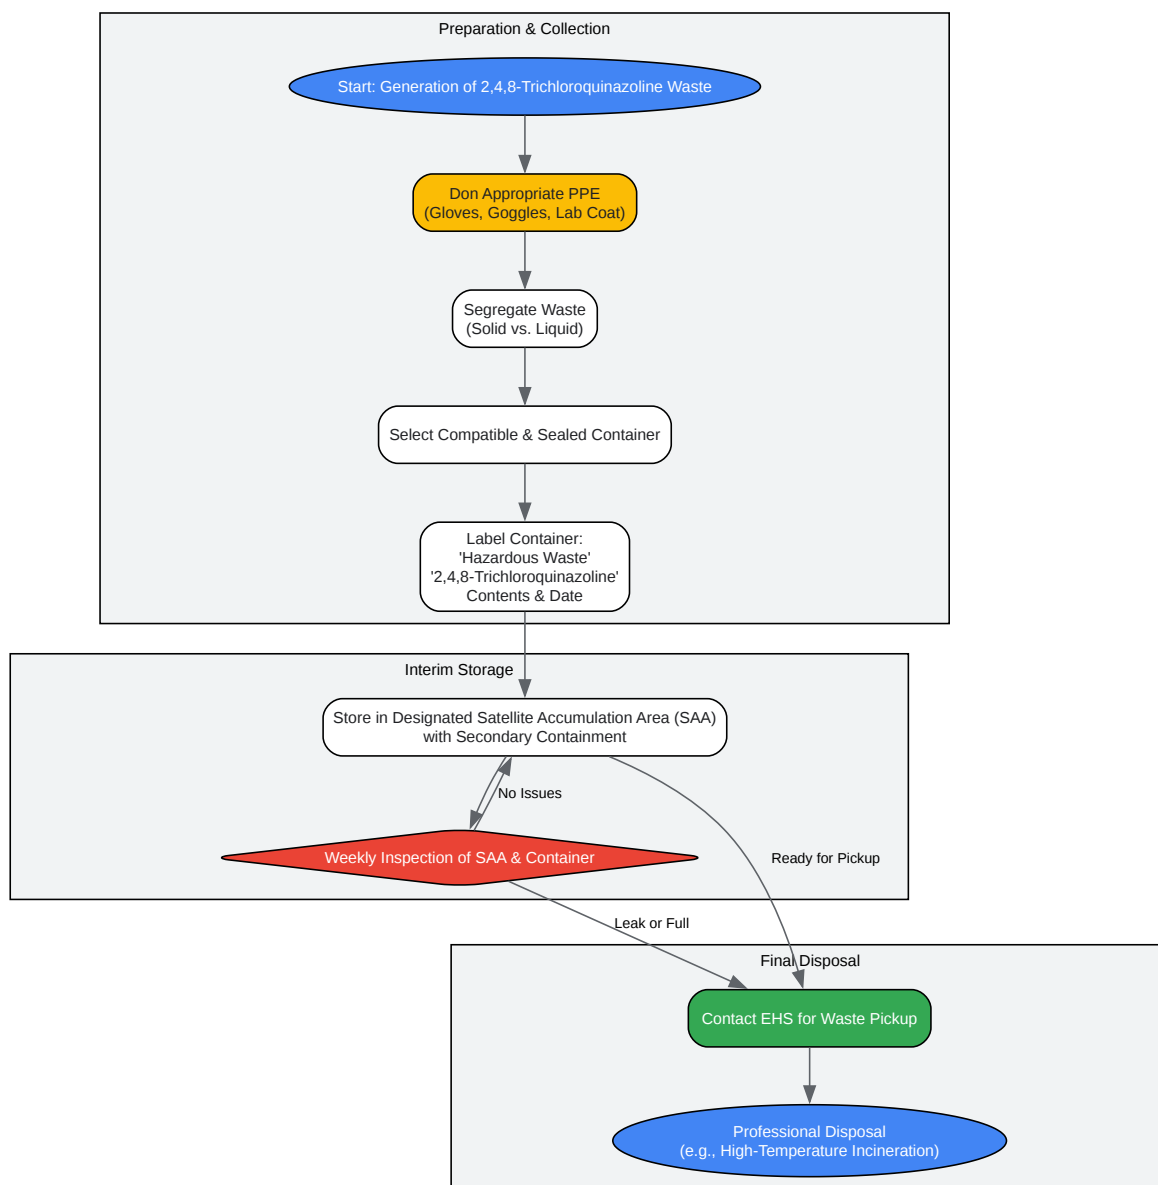 Preparation & Collection
Start: Generation of 2,4,8-Trichloroquinazoline Waste
Don Appropriate PPE
(Gloves, Goggles, Lab Coat)
Segregate Waste
(Solid vs. Liquid)
Select Compatible & Sealed Container
Label Container:
'Hazardous Waste'
'2,4,8-Trichloroquinazoline'
Contents & Date
Interim Storage
Store in Designated Satellite Accumulation Area (SAA)
with Secondary Containment
No Issues
Weekly Inspection of SAA & Container
Ready for Pickup
Leak or Full
Final Disposal
Contact EHS for Waste Pickup
Professional Disposal
(e.g., High-Temperature Incineration)